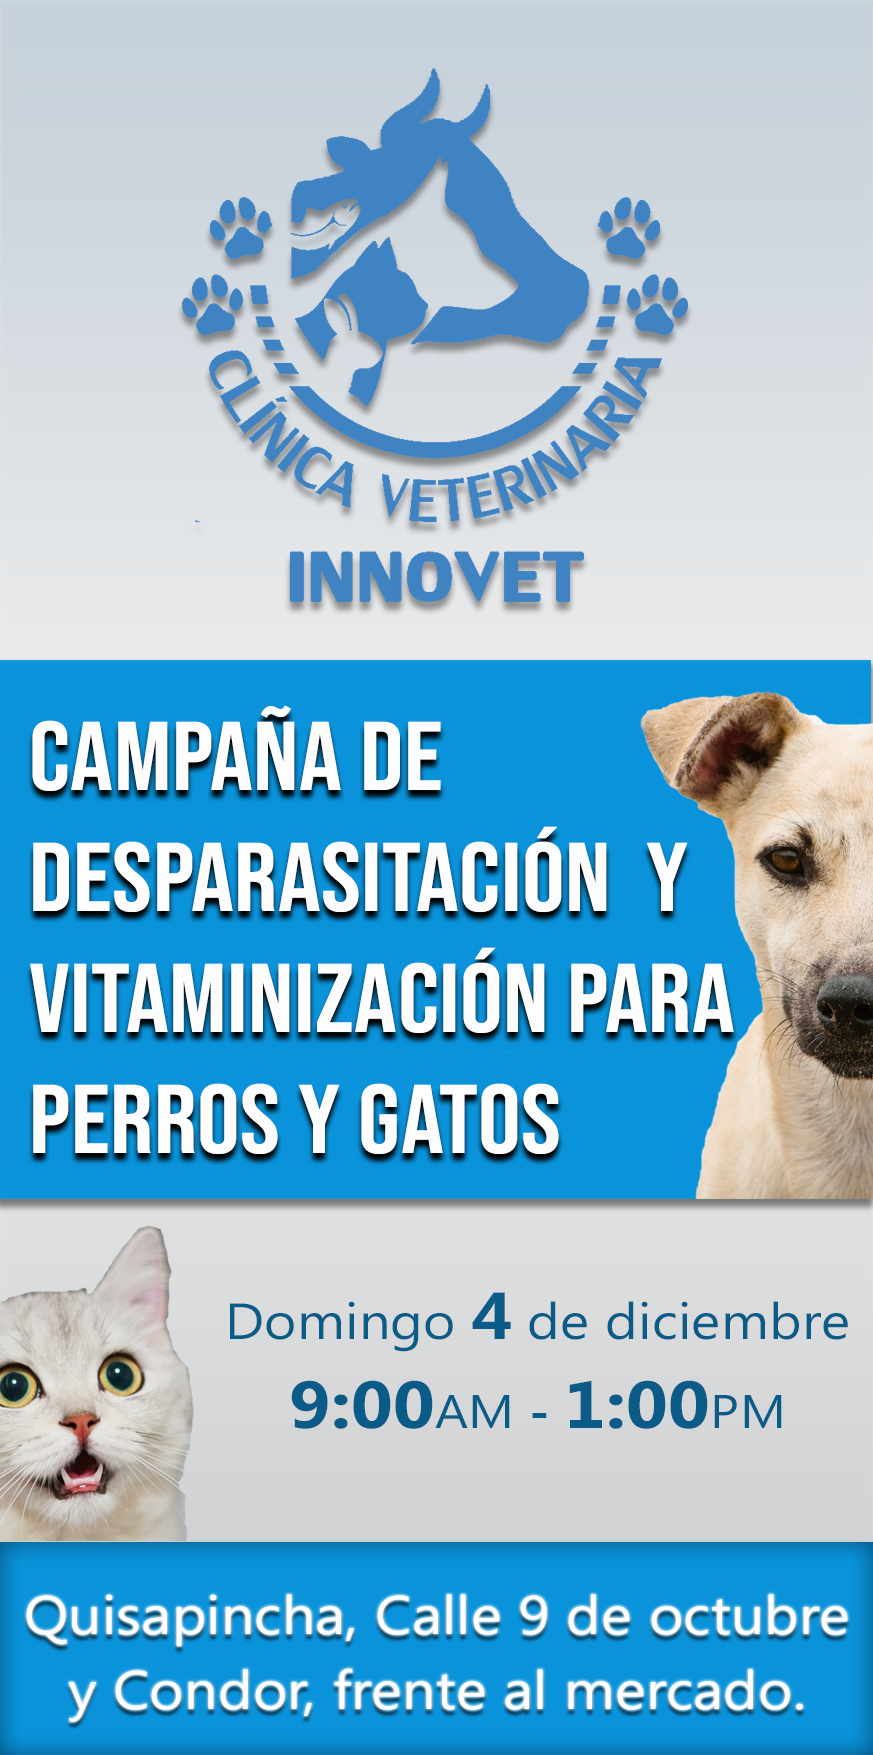 CLÍNICA VETERINARIA
INNOVET
CAMPAÑA DE
DESPARASITACIÓN Y
VITAMINIZACIÓN PARA
PERROS Y GATOS
Domingo 4 de diciembre
9:00AM - 1:00PM
Quisapincha, Calle 9 de octubre
y Condor, frente al mercado.